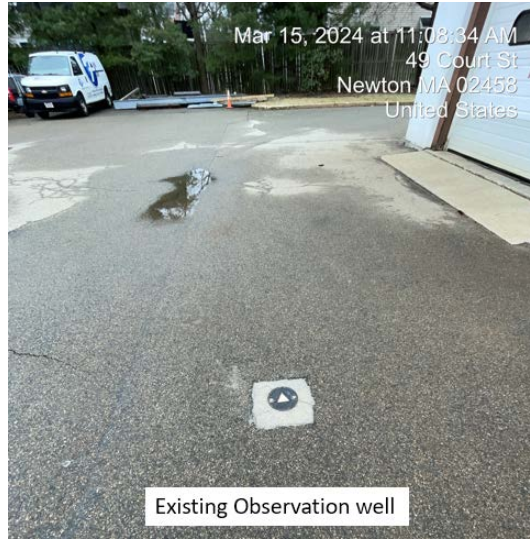 Mar 15, 2024 at 11:08:34 AM
49 Court St
Newton MA 02458
United States
Existing Observation well